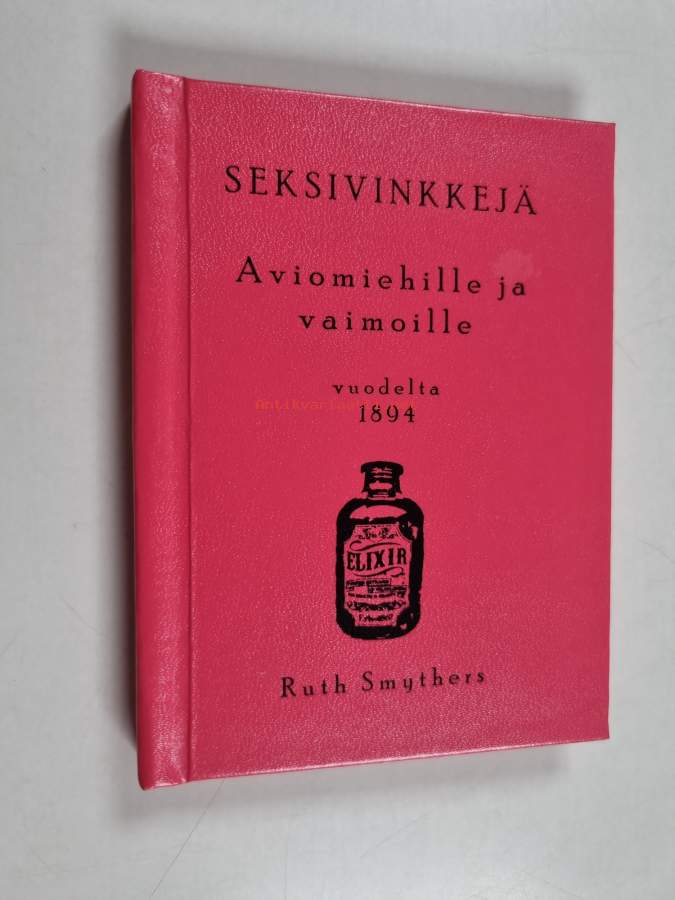 SEKSIVINKKEJÄ
Aviomiehille ja
vaimoille
vuodelta
1894
ELIXIR
Ruth Smythers